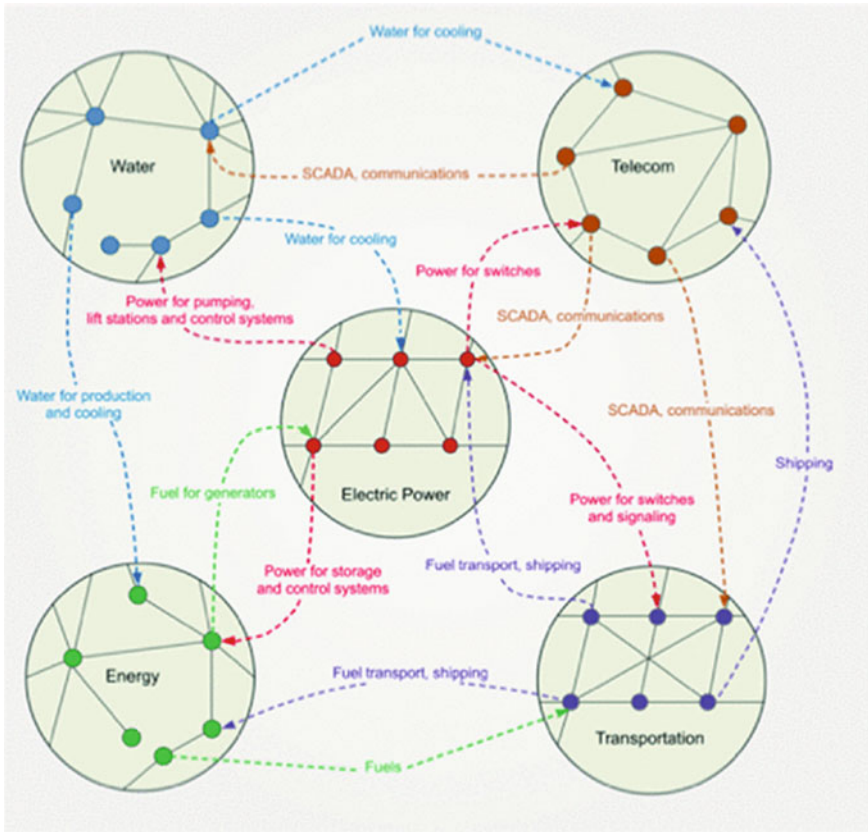 Water for cooling
Water
Telecom
SCADA, communications
Water for cooling
Power for switches
Power for pumping,
lift stations and control systems
SCADA, communications
Water for production
and cooling
SCADA, communications
Shipping
Fuel for generators
Electric Power
Power for switches
and signaling
Power for storage
and control systems
Fuel transport, shipping
Energy
Fuel transport, shipping
Transportation
Fuels